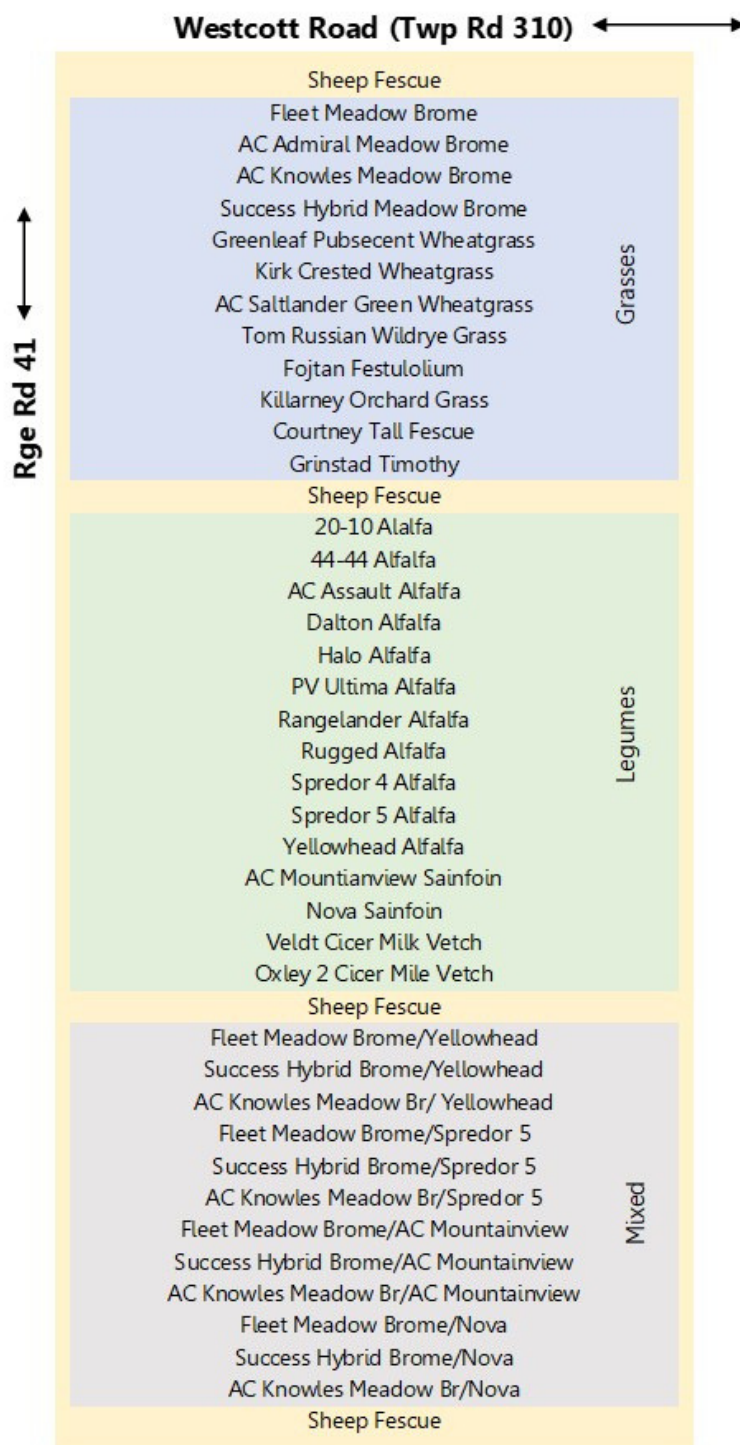 Westcott Road (Twp Rd 310)
Rge Rd 41
Sheep Fescue
Fleet Meadow Brome
AC Admiral Meadow Brome
AC Knowles Meadow Brome
Success Hybrid Meadow Brome
Greenleaf Pubsecent Wheatgrass
Kirk Crested Wheatgrass
AC Saltlander Green Wheatgrass
Tom Russian Wildrye Grass
Fojtan Festulolium
Killarney Orchard Grass
Courtney Tall Fescue
Grinstad Timothy
Grasses
Sheep Fescue
20-10 Alalfa
44-44 Alfalfa
AC Assault Alfalfa
Dalton Alfalfa
Halo Alfalfa
PV Ultima Alfalfa
Rangelander Alfalfa
Rugged Alfalfa
Spredor 4 Alfalfa
Spredor 5 Alfalfa
Yellowhead Alfalfa
AC Mountianview Sainfoin
Nova Sainfoin
Veldt Cicer Milk Vetch
Oxley 2 Cicer Mile Vetch
Legumes
Sheep Fescue
Fleet Meadow Brome/Yellowhead
Success Hybrid Brome/Yellowhead
AC Knowles Meadow Br/ Yellowhead
Fleet Meadow Brome/Spredor 5
Success Hybrid Brome/Spredor 5
AC Knowles Meadow Br/Spredor 5
Fleet Meadow Brome/AC Mountainview
Success Hybrid Brome/AC Mountainview
AC Knowles Meadow Br/AC Mountainview
Fleet Meadow Brome/Nova
Success Hybrid Brome/Nova
AC Knowles Meadow Br/Nova
Mixed
Sheep Fescue